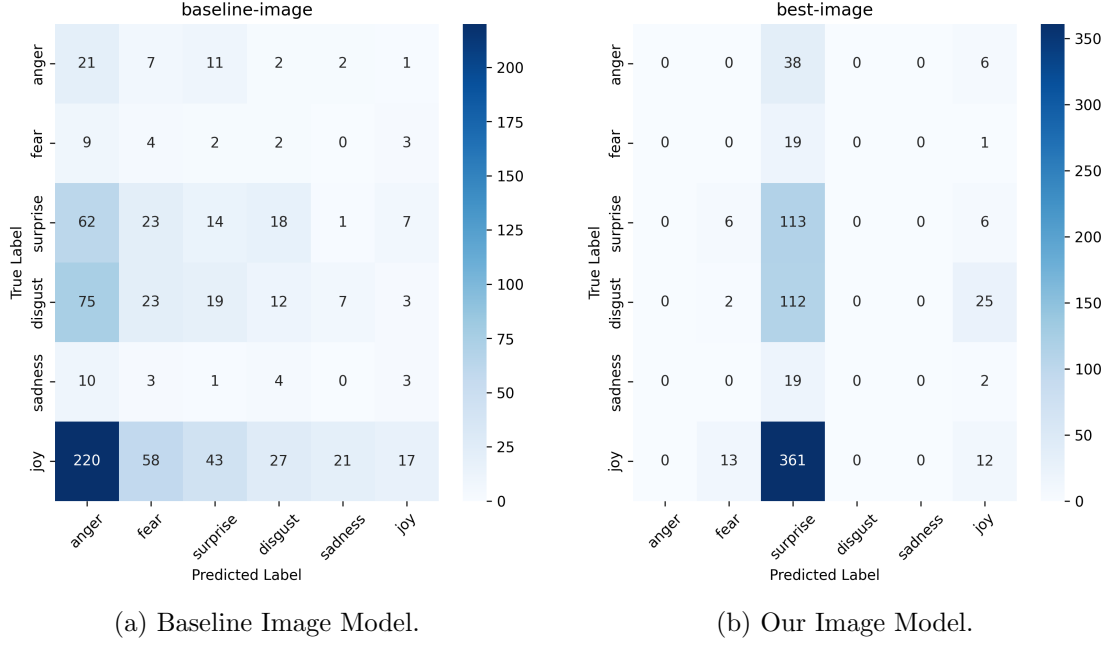 baseline-image
anger 21 7 11 2 2 1
fear 9 4 2 2 0 3
surprise 62 23 14 18 1 7
disgust 75 23 19 12 7 3
sadness 10 3 1 4 0 3
joy 220 58 43 27 21 17
True Label
anger fear surprise disgust sadness joy
Predicted Label
200
175
150
125
100
75
50
25
0
(a) Baseline Image Model.
best-image
anger 0 0 38 0 0 6
fear 0 0 19 0 0 1
surprise 0 6 113 0 0 6
disgust 0 2 112 0 0 25
sadness 0 0 19 0 0 2
joy 0 13 361 0 0 12
True Label
anger fear surprise disgust sadness joy
Predicted Label
350
300
250
200
150
100
50
0
(b) Our Image Model.